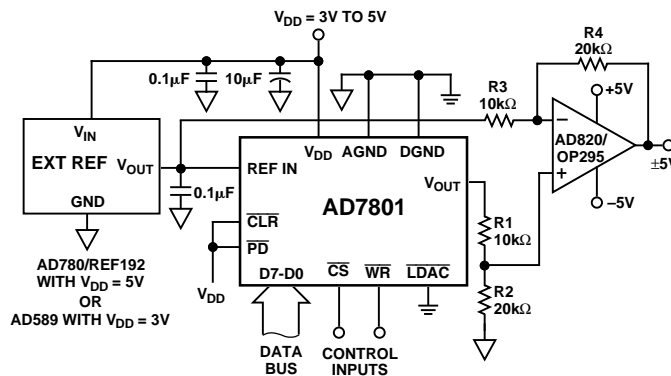 V_DD = 3V TO 5V
R4
20kΩ
0.1μF
10μF
R3
10kΩ
+5V
V_IN
EXT REF
V_OUT
GND
V_DD
AGND
DGND
REF IN
−
AD820/
OP295
+
±5V
–5V
0.1μF
V_OUT
AD7801
CLR
PD
R1
10kΩ
D7-D0
CS
WR
LDAC
V_DD
R2
20kΩ
AD780/REF192
WITH V_DD = 5V
OR
AD589 WITH V_DD = 3V
DATA
BUS
CONTROL
INPUTS